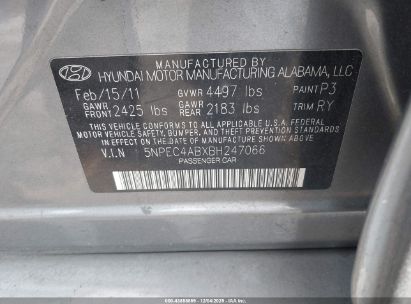 HYUNDAI MOTOR MANUFACTURING ALABAMA, LLC
Feb/15/11 GVWR 4497 lbs PAINT P3
GAWR FRONT 2425 lbs GAWR REAR 2183 lbs TRIM RY
THIS VEHICLE CONFORMS TO ALL APPLICABLE U.S.A. FEDERAL
MOTOR VEHICLE SAFETY, BUMPER, AND THEFT PREVENTION
STANDARDS IN EFFECT ON THE DATE OF MANUFACTURE SHOWN ABOVE.
V.I.N 5NPEC4ABXBH247066
PASSENGER CAR